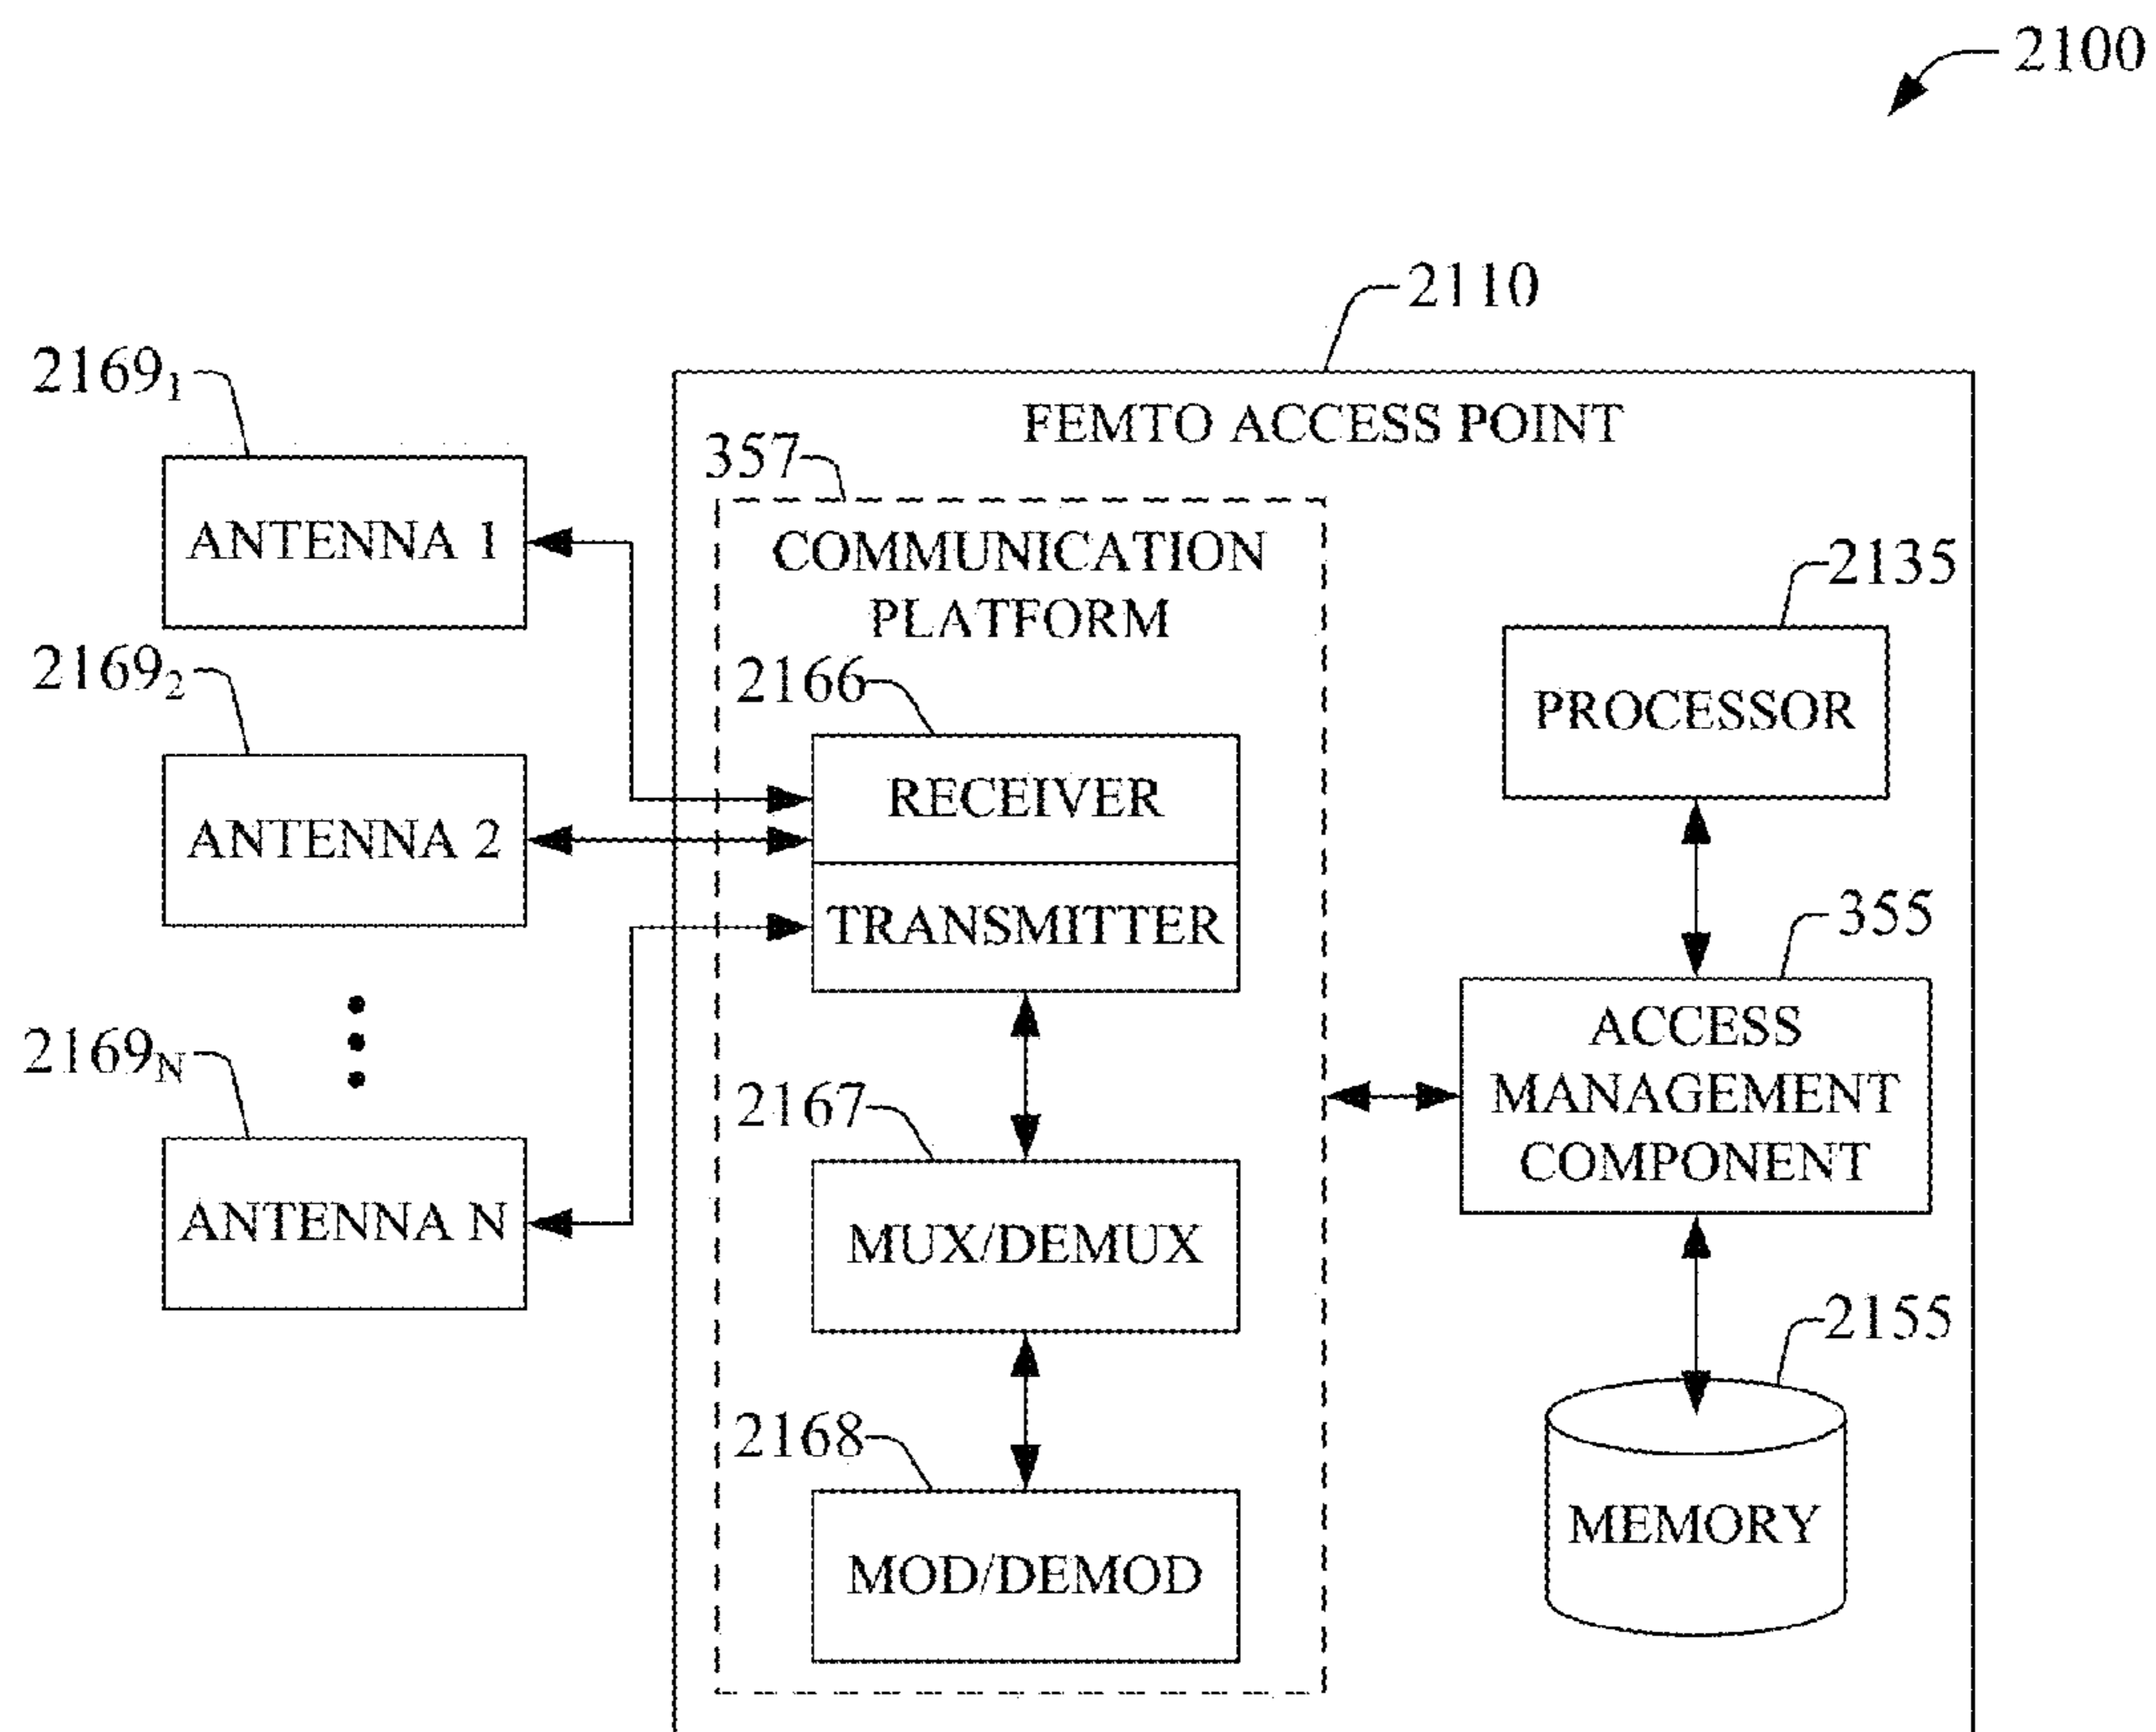 2100
2110
FEMTO ACCESS POINT
2169₁
ANTENNA 1
2169₂
ANTENNA 2
2169N
ANTENNA N
357
COMMUNICATION
PLATFORM
2166
RECEIVER
TRANSMITTER
2167
MUX/DEMUX
2168
MOD/DEMOD
2135
PROCESSOR
355
ACCESS
MANAGEMENT
COMPONENT
2155
MEMORY